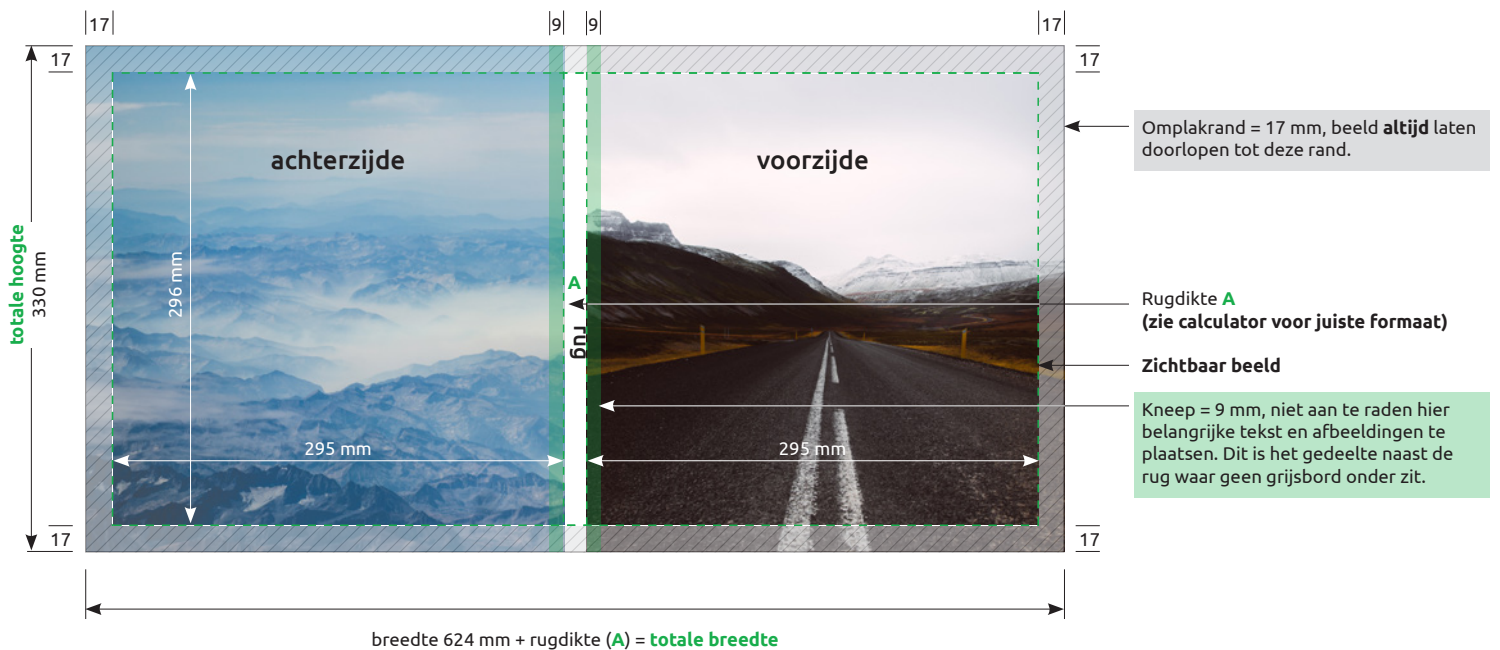 17
9
9
17
17
17
achterzijde
voorzijde
Omplakrand = 17 mm, beeld altijd laten
doorlopen tot deze rand.
totale hoogte
330 mm
296 mm
A
rug
Rugdikte A
(zie calculator voor juiste formaat)
Zichtbaar beeld
Kneep = 9 mm, niet aan te raden hier
belangrijke tekst en afbeeldingen te
plaatsen. Dit is het gedeelte naast de
rug waar geen grijsbord onder zit.
295 mm
295 mm
17
17
breedte 624 mm + rugdikte (A) = totale breedte